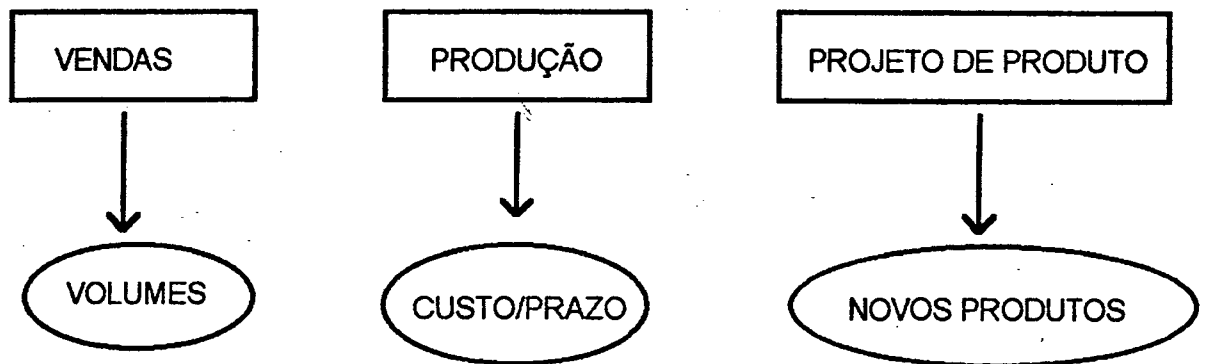 VENDAS
PRODUÇÃO
PROJETO DE PRODUTO
VOLUMES
CUSTO/PRAZO
NOVOS PRODUTOS